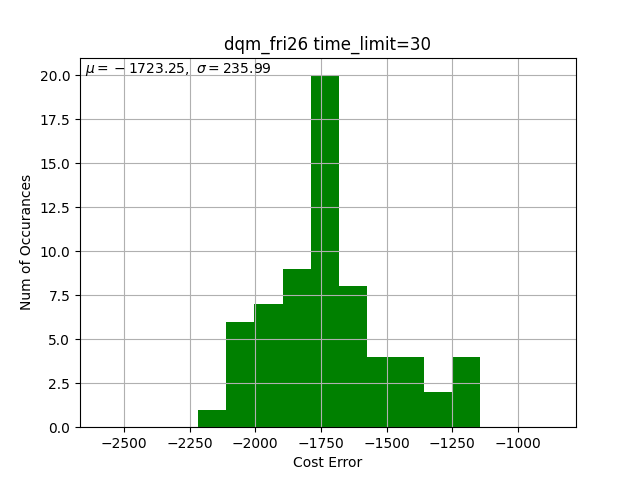 dqm_fri26 time_limit=30
μ = −1723.25, σ = 235.99
20.0
17.5
15.0
12.5
10.0
7.5
5.0
2.5
0.0
Num of Occurances
−2500 −2250 −2000 −1750 −1500 −1250 −1000
Cost Error